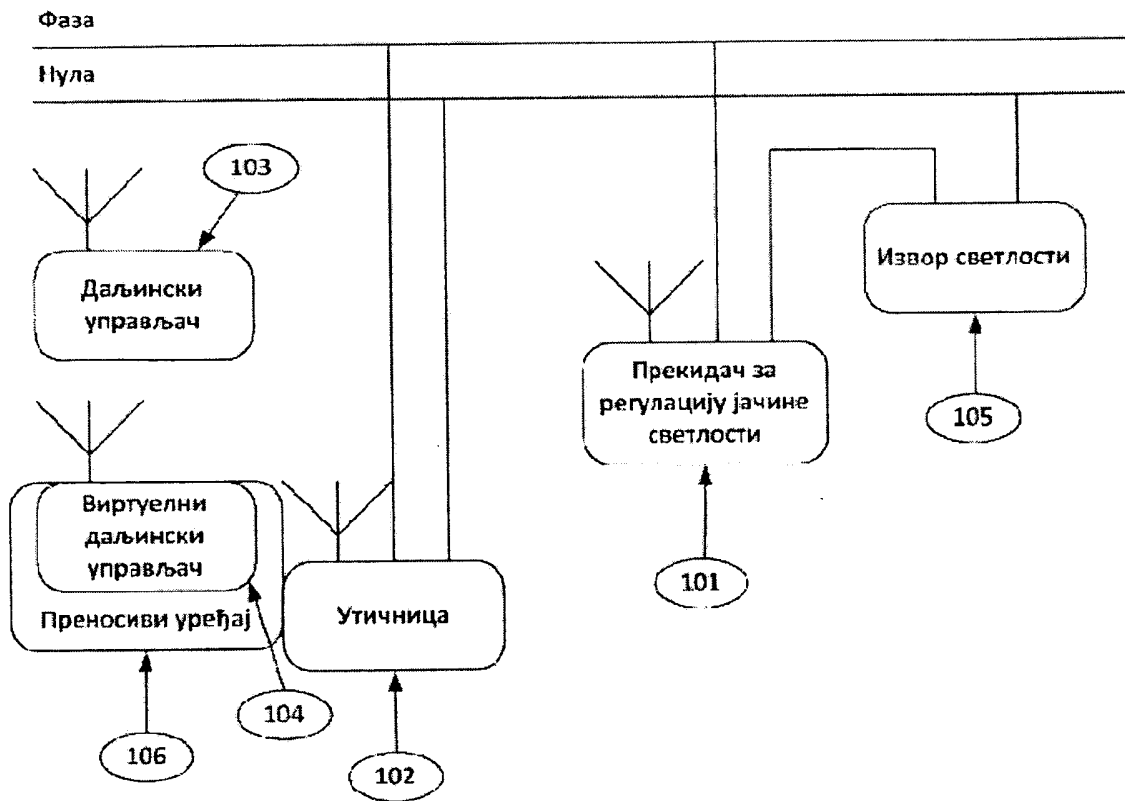 Фаза
Нула
103
Даљински
управљач
Извор светлости
105
Прекидач за
регулацију јачине
светлости
101
Виртуелни
даљински
управљач
Преносиви уређај
104
106
Утичница
102